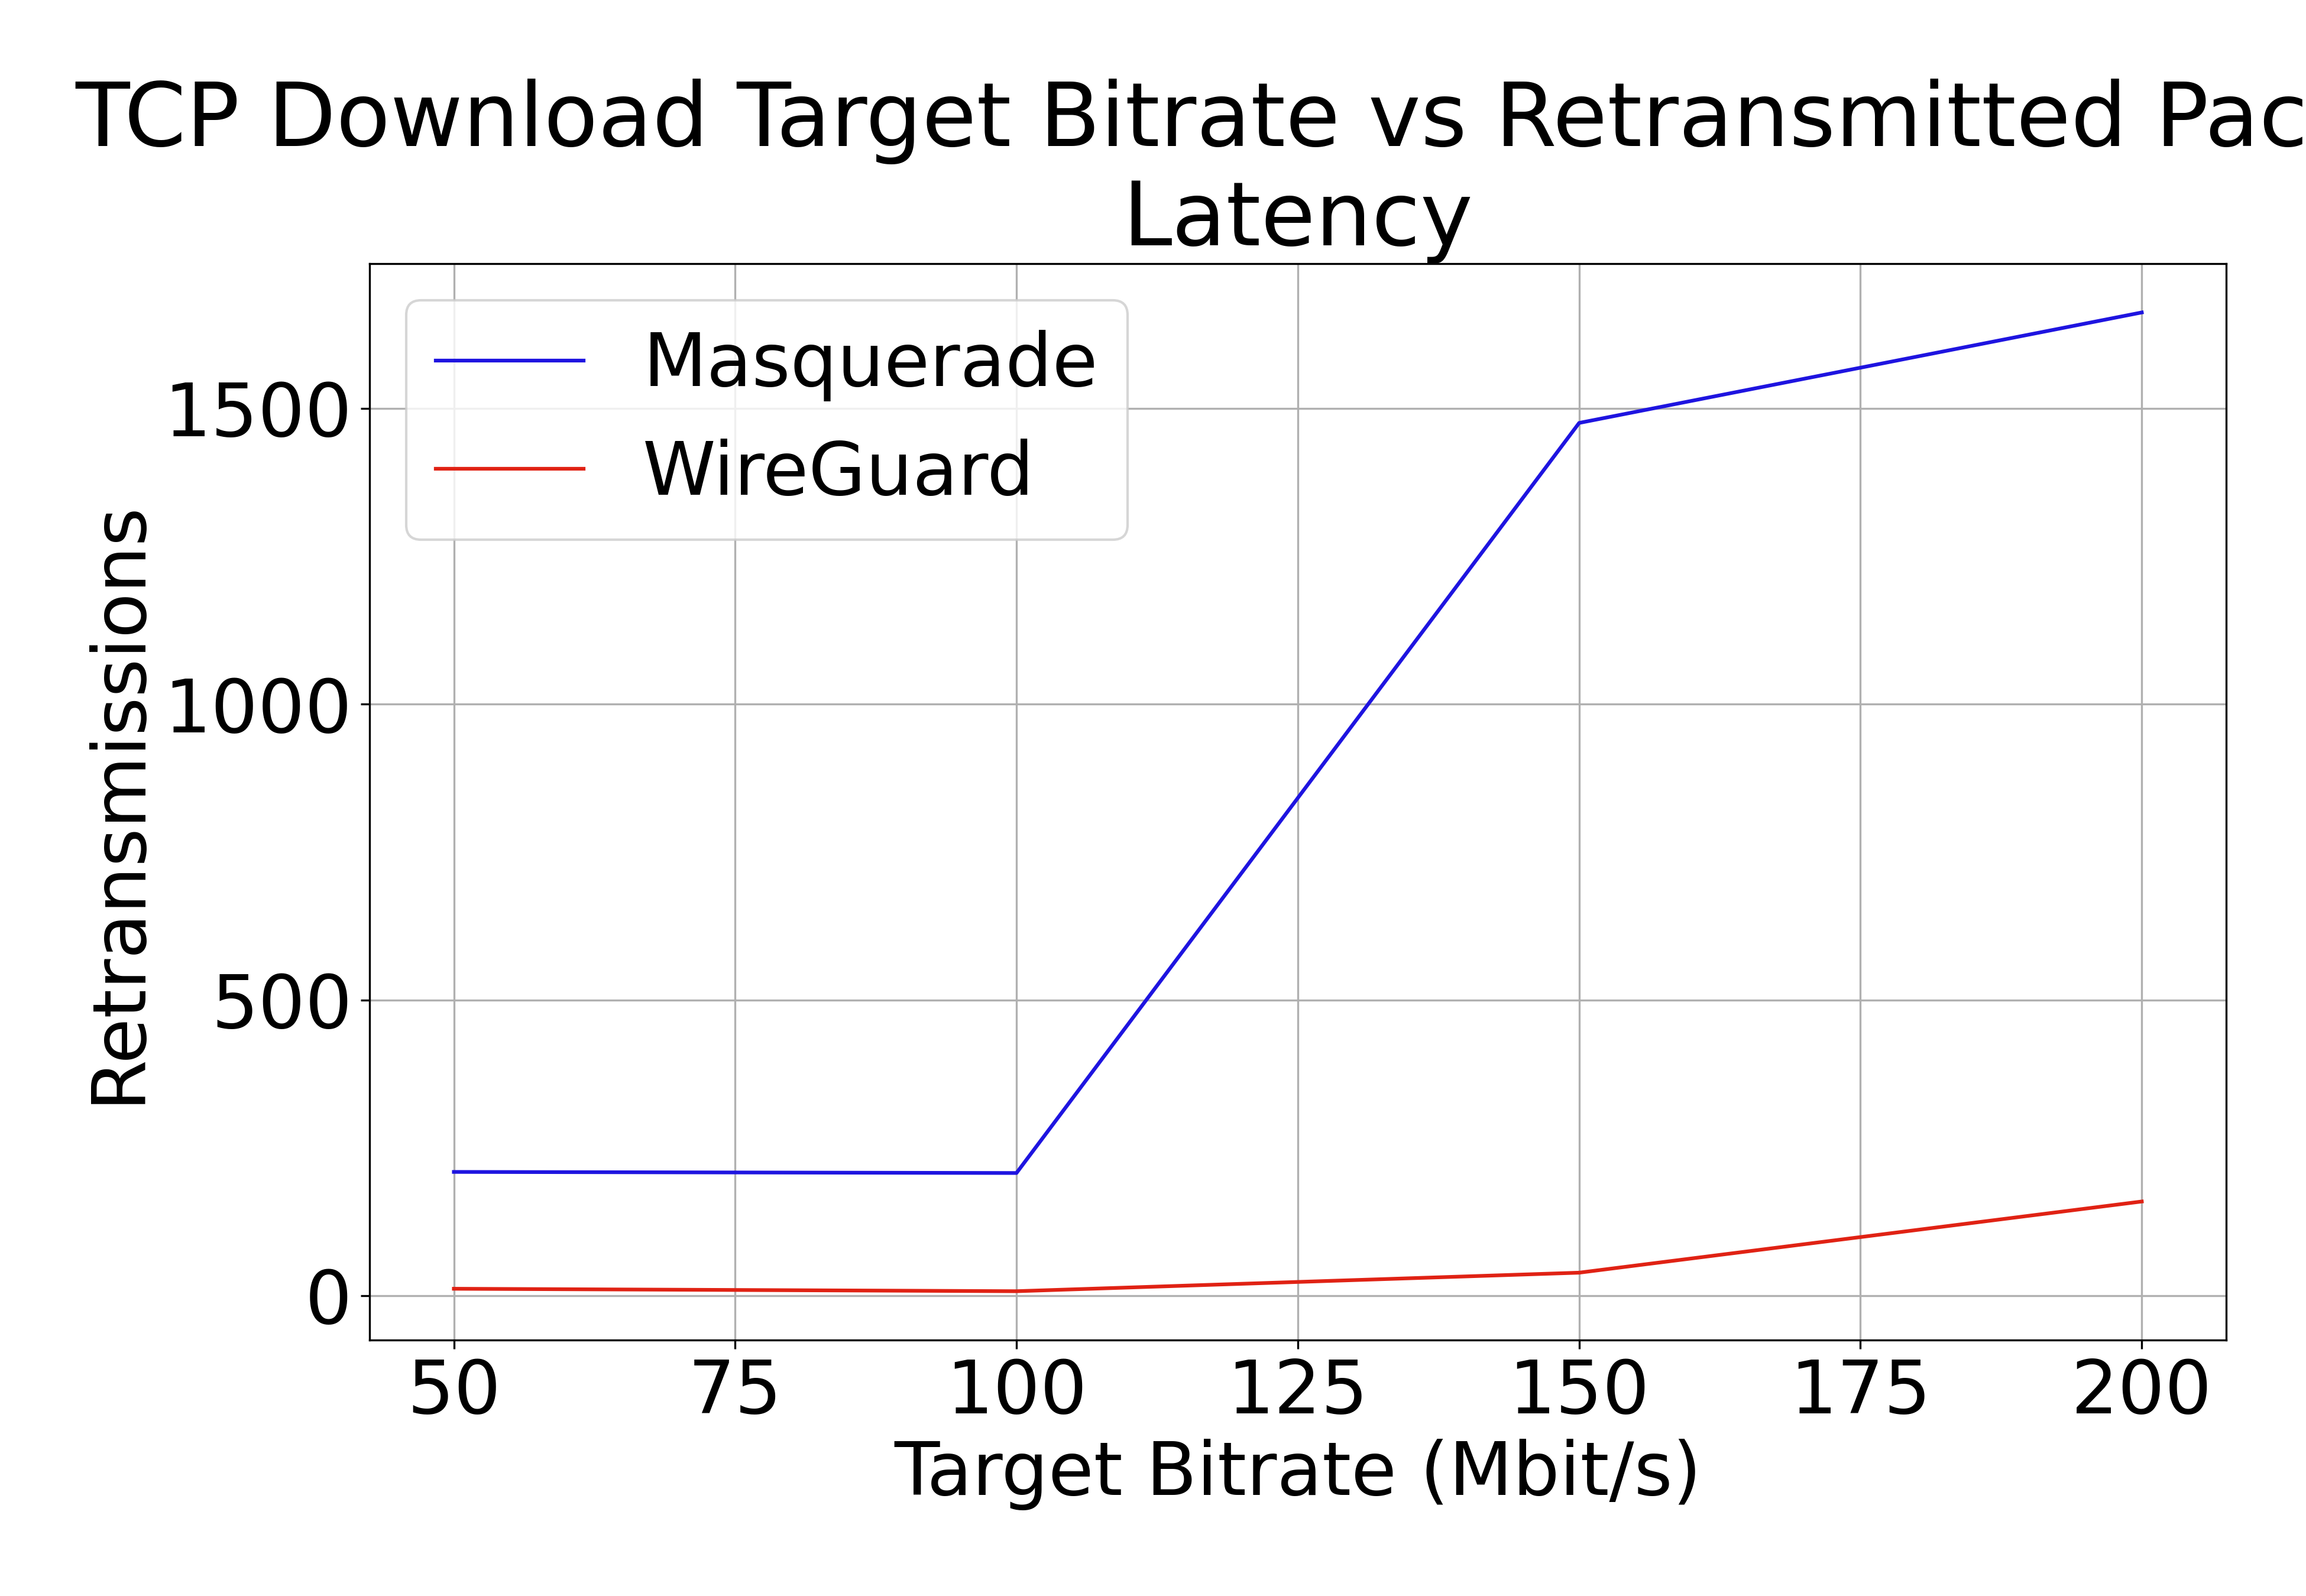 TCP Download Target Bitrate vs Retransmitted Pac
Latency
Masquerade
WireGuard
Retransmissions
1500
1000
500
0
50 75 100 125 150 175 200
Target Bitrate (Mbit/s)